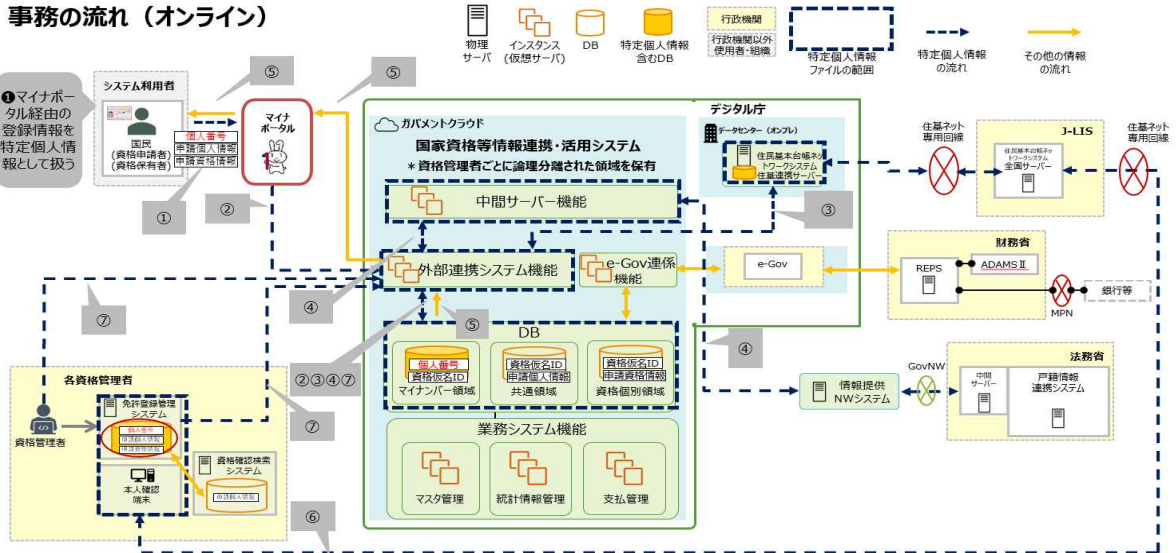 事務の流れ（オンライン）
物理
サーバ
インスタンス
(仮想サーバ)
DB
特定個人情報
含むDB
行政機関
行政機関以外
使用者・組織
特定個人情報
ファイルの範囲
特定個人情報
の流れ
その他の情報
の流れ
❶マイナポー
タル経由の
登録情報を
特定個人情
報として扱う
システム利用者
国民
(資格申請者)
(資格保有者)
個人番号
申請個人情報
申請資格情報
⑤
⑤
マイナ
ポータル
①
②
ガバメントクラウド
国家資格等情報連携・活用システム
＊資格管理者ごとに論理分離された領域を保有
中間サーバー機能
外部連携システム機能
e-Gov連係
機能
④
⑤
②③④⑦
DB
個人番号
資格仮名ID
マイナンバー領域
資格仮名ID
申請個人情報
共通領域
資格仮名ID
申請資格情報
資格個別領域
業務システム機能
マスタ管理
統計情報管理
支払管理
デジタル庁
データセンター（オンプレ）
住民基本台帳ネッ
トワークシステム
住基連携サーバー
③
e-Gov
④
住基ネット
専用回線
J-LIS
住民基本台帳ネッ
トワークシステム
全国サーバー
住基ネット
専用回線
財務省
REPS
ADAMSⅡ
MPN
銀行等
情報提供
NWシステム
GovNW
法務省
中間
サーバー
戸籍情報
連携システム
⑦
各資格管理者
資格管理者
免許登録管理
システム
個人番号
申請個人情報
申請資格情報
本人確認
端末
資格確認検索
システム
申請個人情報
⑦
⑥